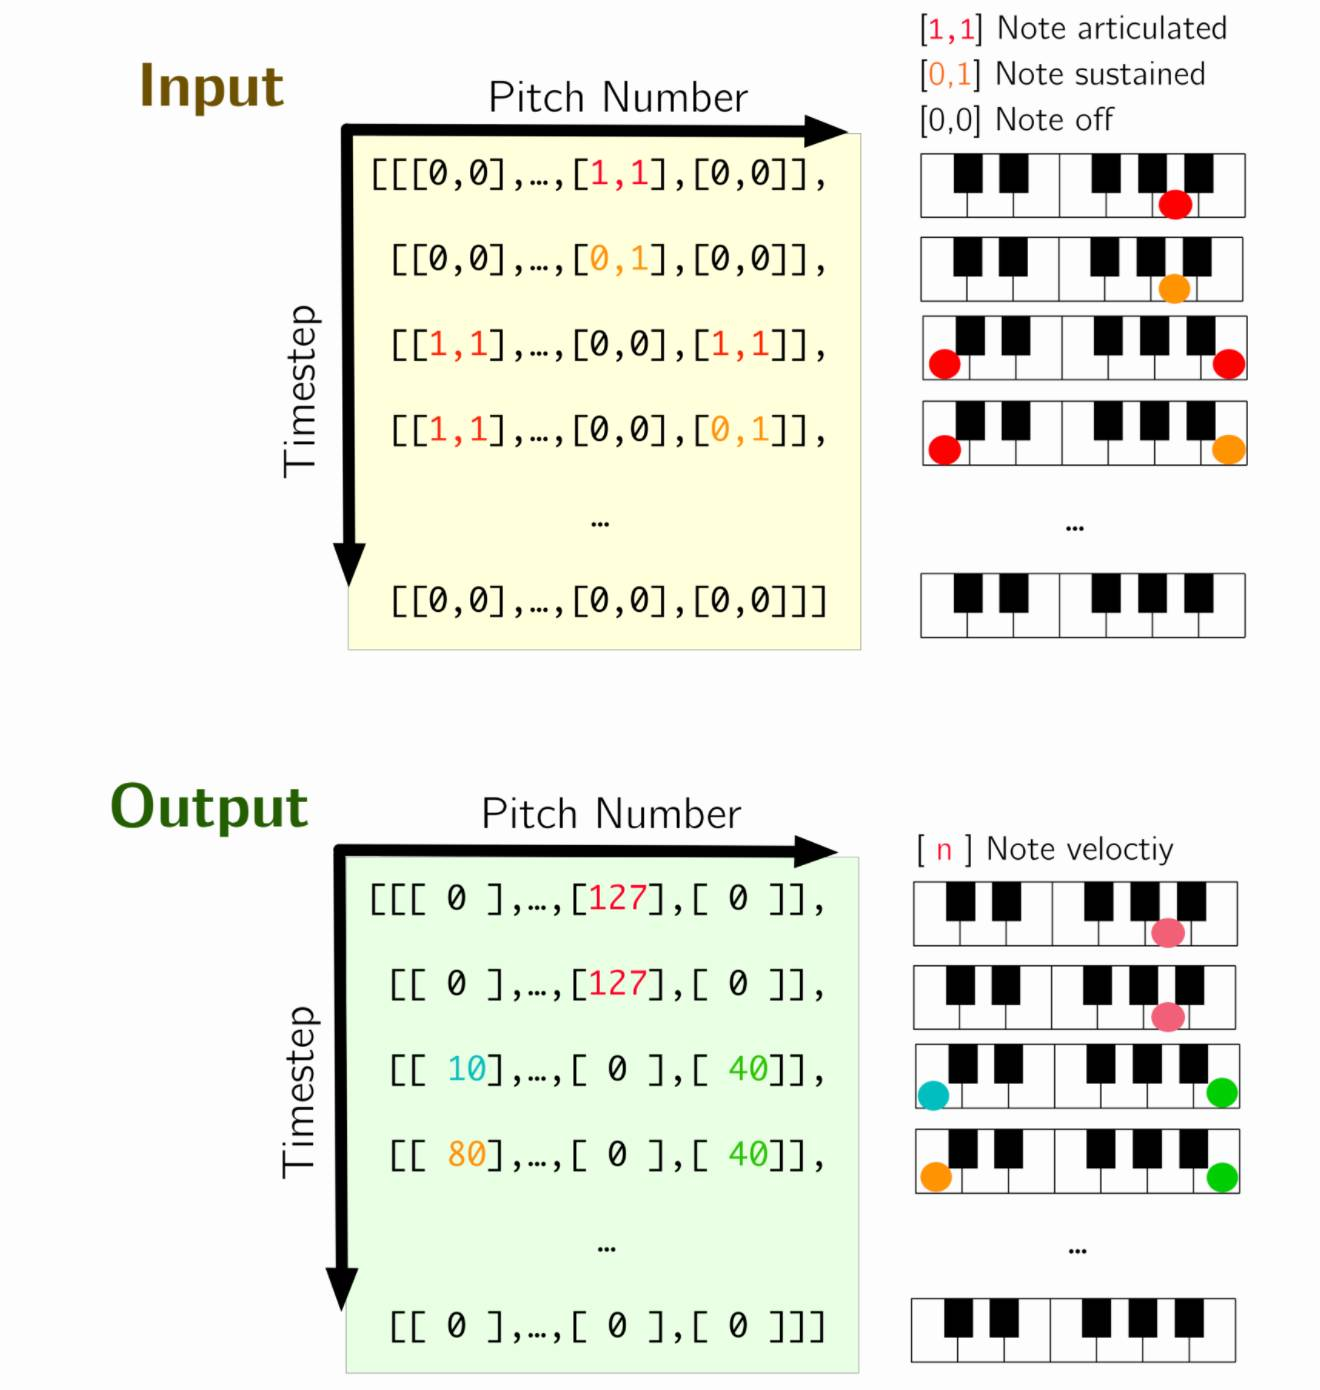 [1,1] Note articulated
[0,1] Note sustained
[0,0] Note off
Input
Pitch Number
Timestep
[[[0,0],…,[1,1],[0,0]],
[[0,0],…,[0,1],[0,0]],
[[1,1],…,[0,0],[1,1]],
[[1,1],…,[0,0],[0,1]],
…
…
[[0,0],…,[0,0],[0,0]]]
Output
Pitch Number
Timestep
[ n ] Note veloctiy
[[[ 0 ],…,[127],[ 0 ]],
[[ 0 ],…,[127],[ 0 ]],
[[ 10],…,[ 0 ],[ 40]],
[[ 80],…,[ 0 ],[ 40]],
…
…
[[ 0 ],…,[ 0 ],[ 0 ]]]